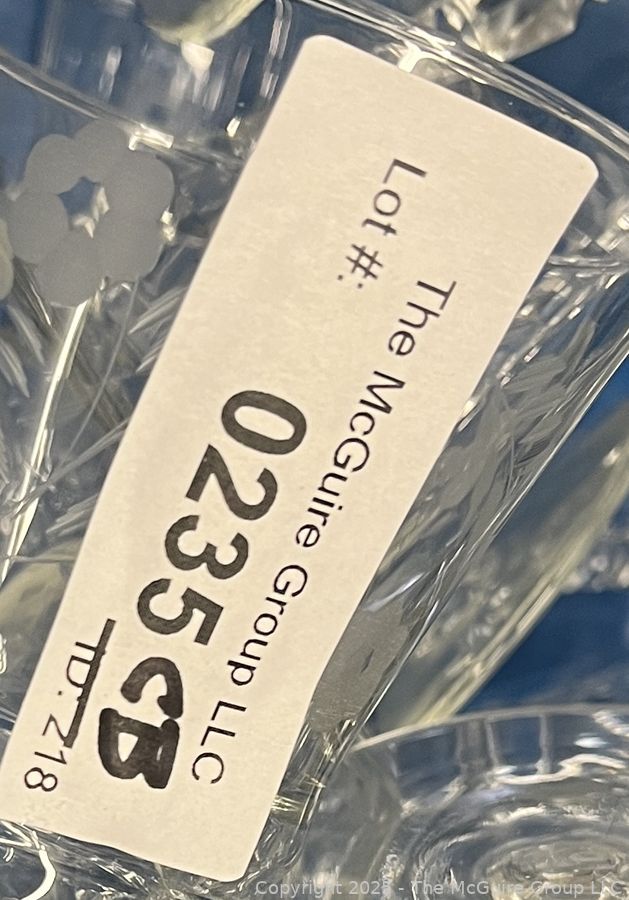 The McGuire Group LLC
Lot #:
0235CB
ID: 218
Copyright 2025 - The McGuire Group LLC